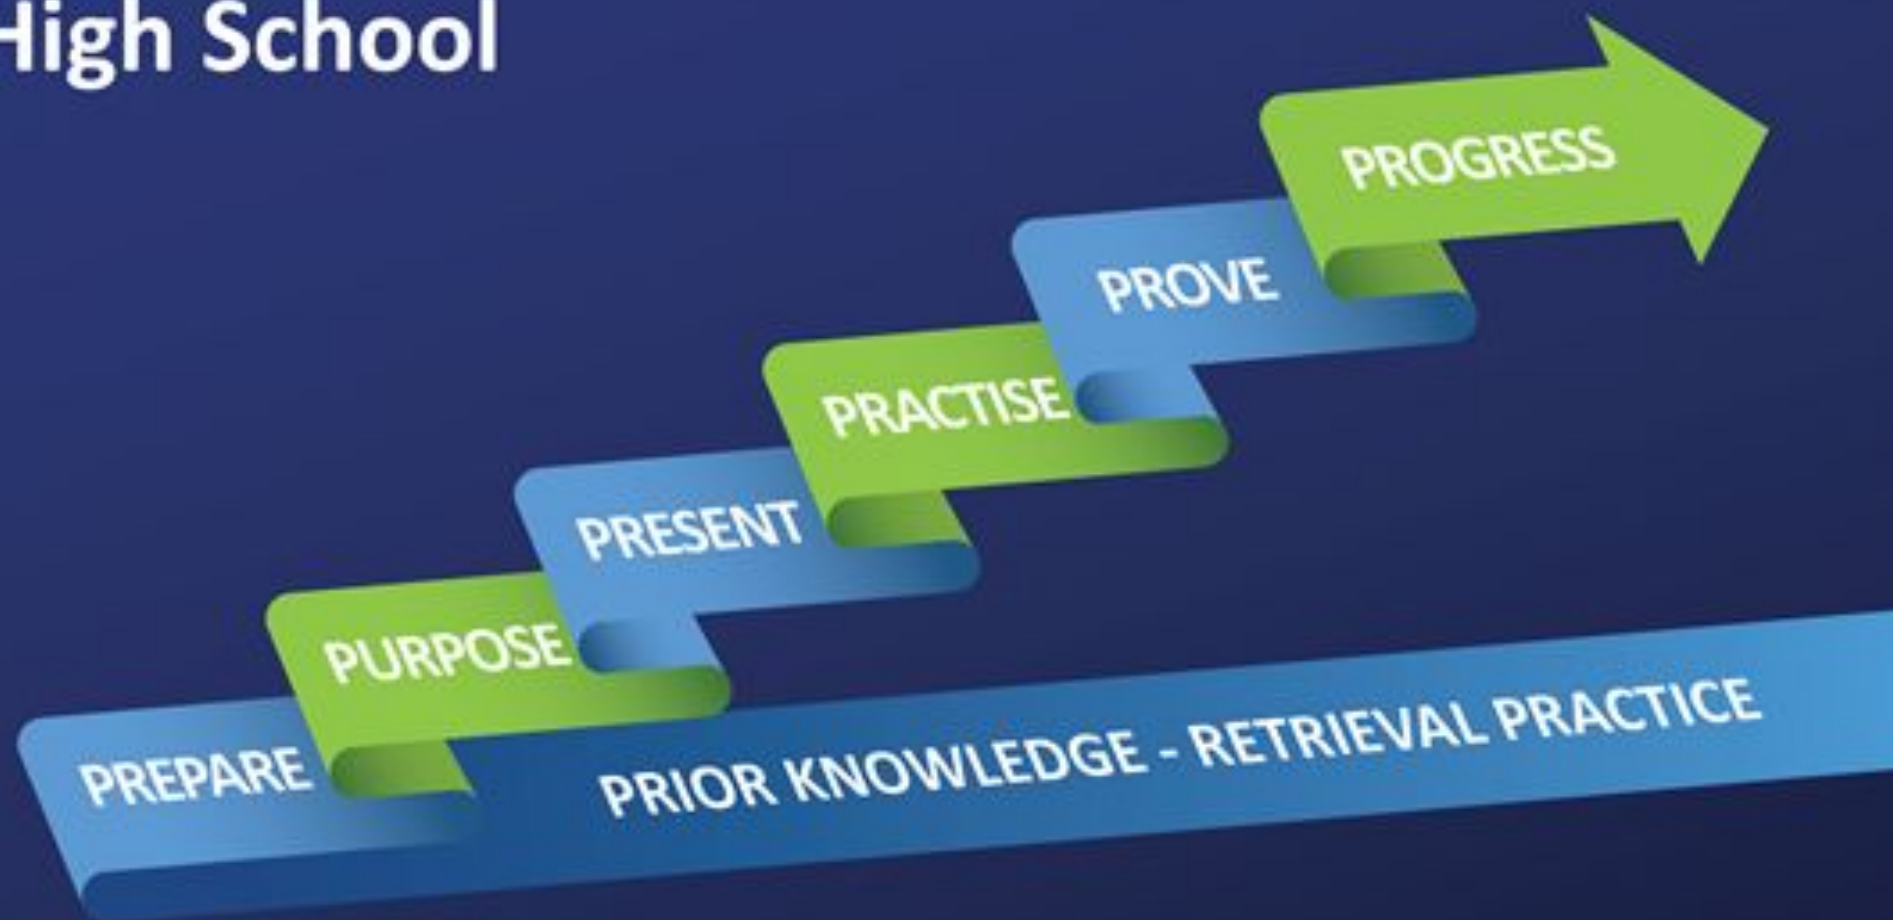 High School
PROGRESS
PROVE
PRACTISE
PRESENT
PURPOSE
PREPARE
PRIOR KNOWLEDGE - RETRIEVAL PRACTICE